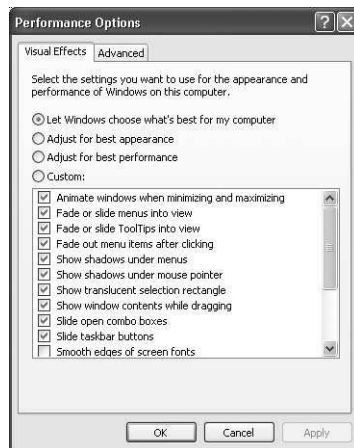 Performance Options
Visual Effects Advanced
Select the settings you want to use for the appearance and
performance of Windows on this computer.
Let Windows choose what's best for my computer
Adjust for best appearance
Adjust for best performance
Custom:
Animate windows when minimizing and maximizing
Fade or slide menus into view
Fade or slide ToolTips into view
Fade out menu items after clicking
Show shadows under menus
Show shadows under mouse pointer
Show translucent selection rectangle
Show window contents while dragging
Slide open combo boxes
Slide taskbar buttons
Smooth edges of screen fonts
OK Cancel Apply